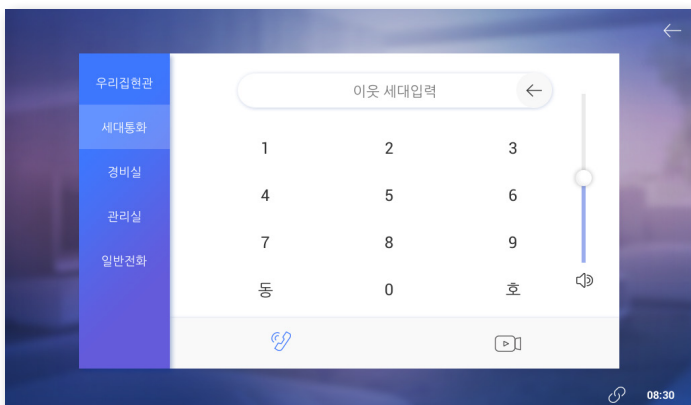 우리집현관
세대통화
경비실
관리실
일반전화
이웃 세대입력
1 2 3
4 5 6
7 8 9
동 0 호
08:30